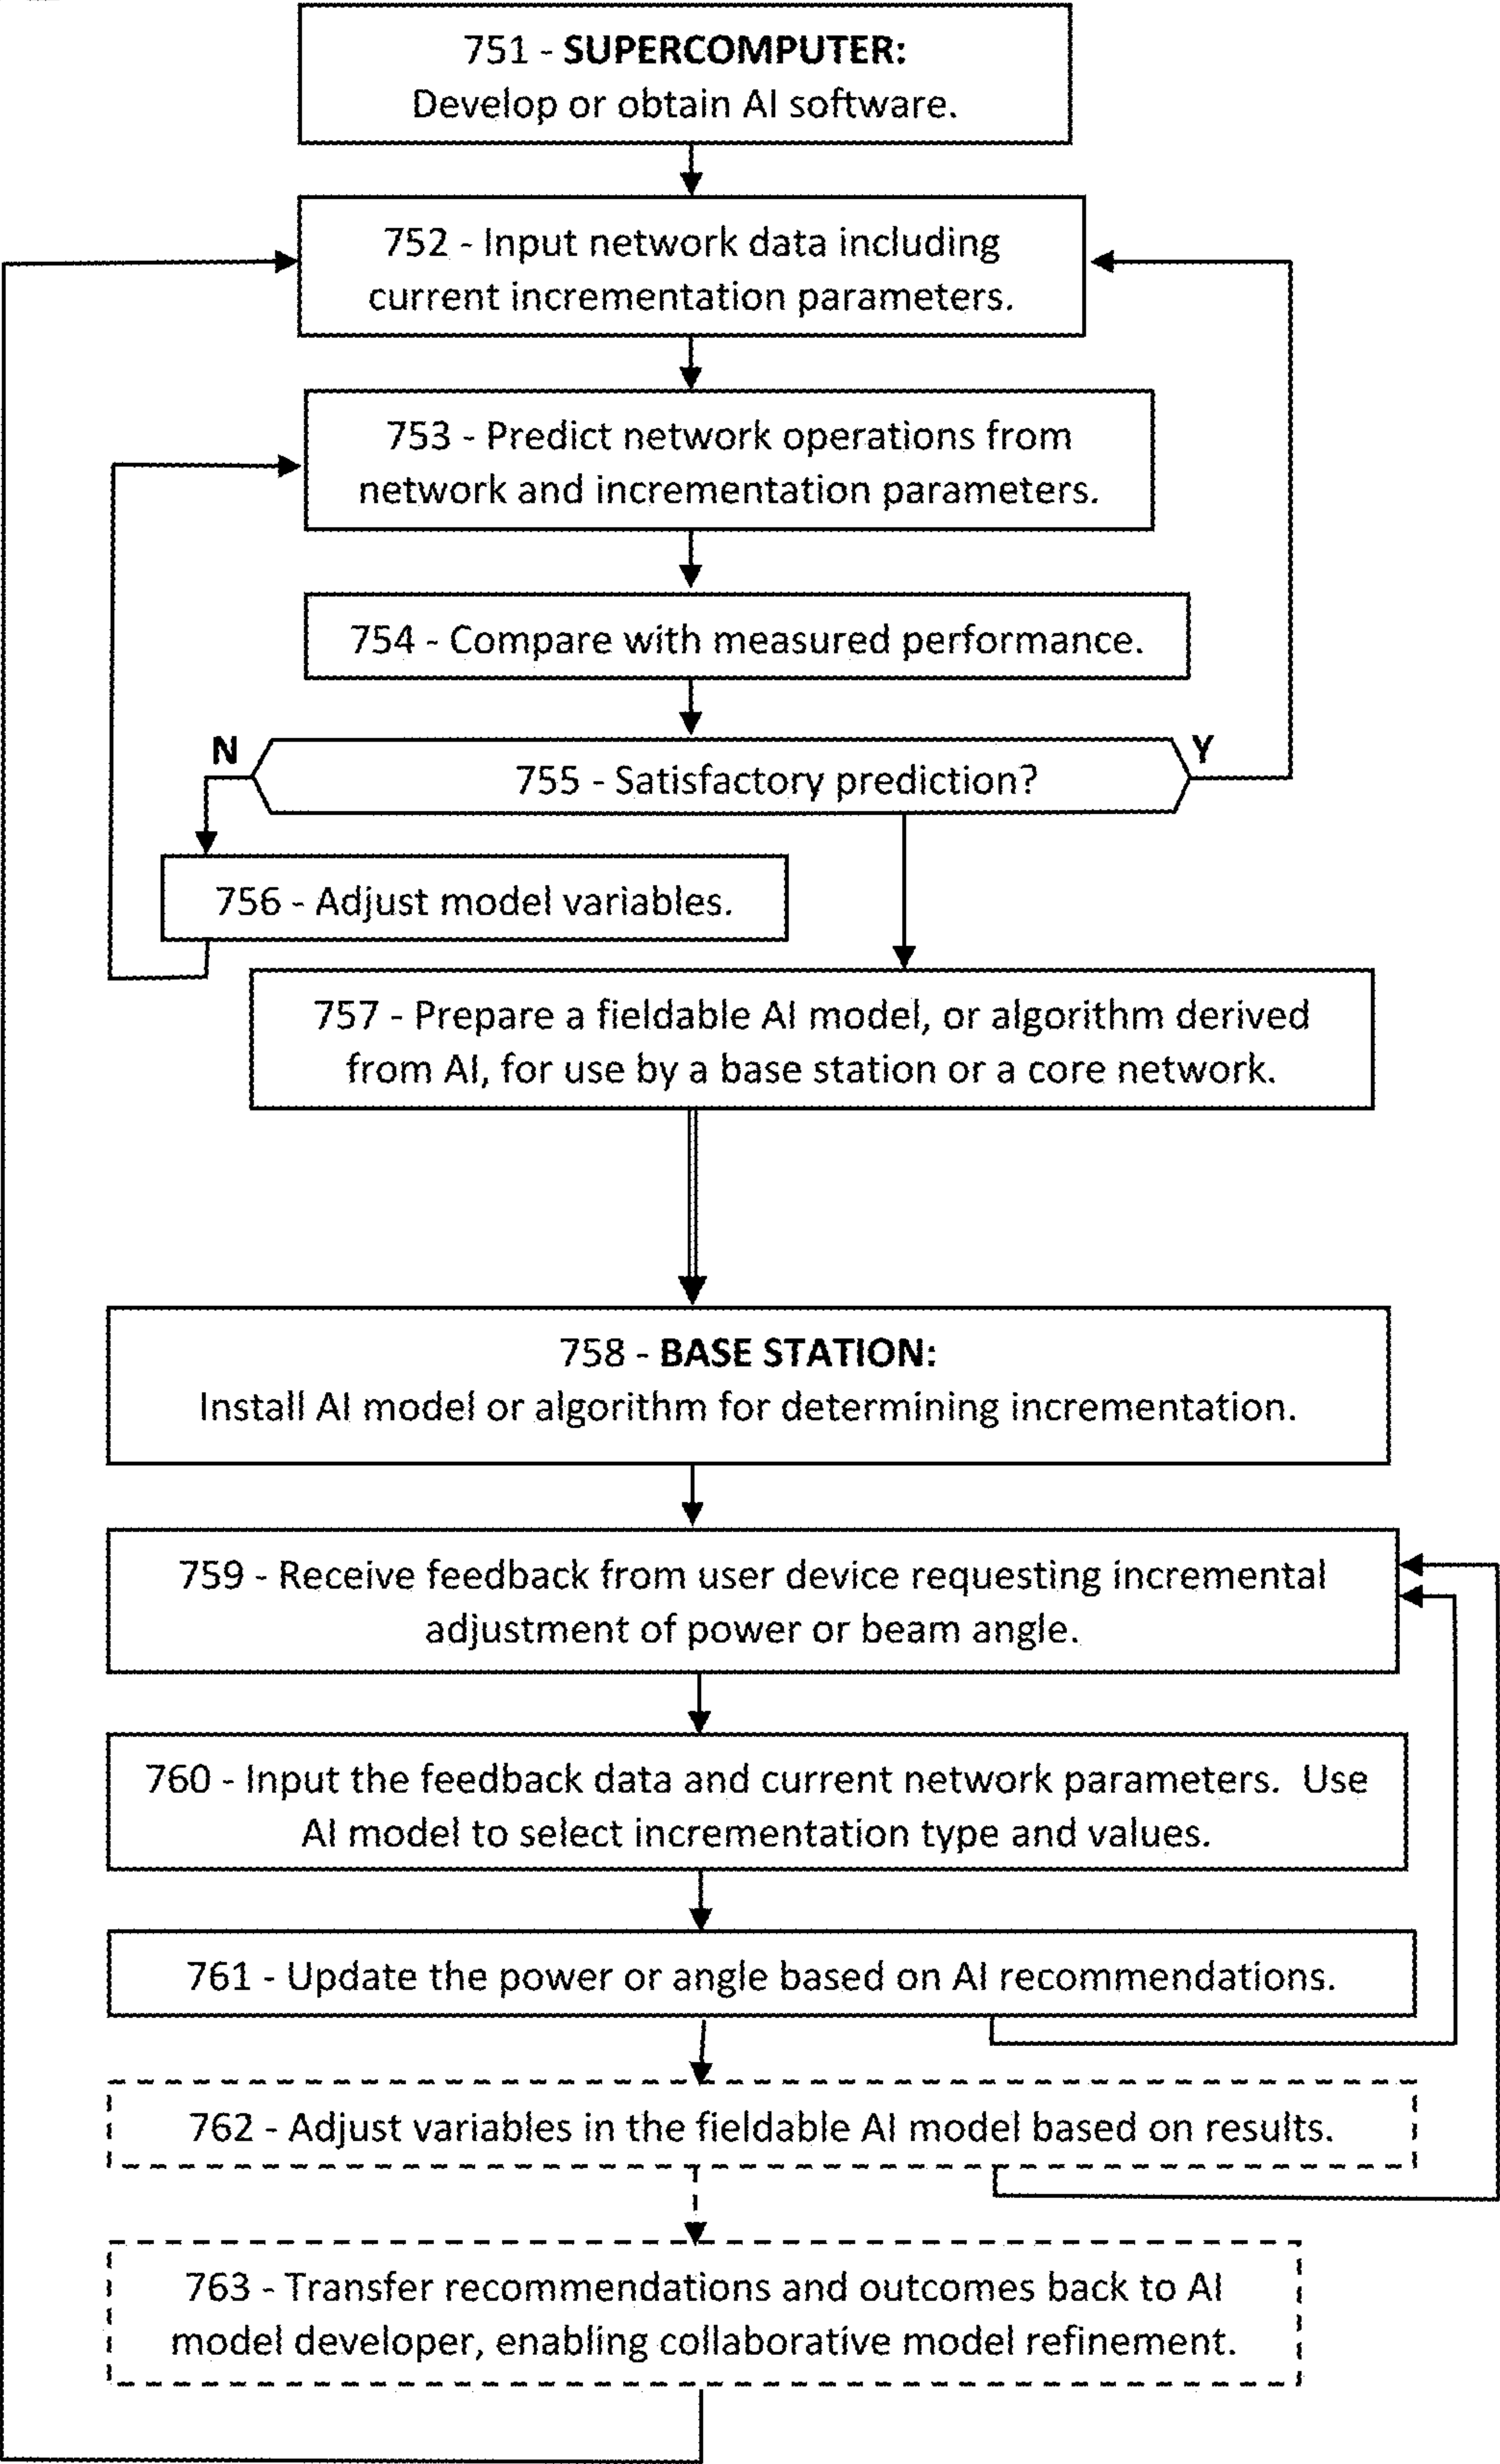 751 - SUPERCOMPUTER:
Develop or obtain AI software.
752 - Input network data including
current incrementation parameters.
753 - Predict network operations from
network and incrementation parameters.
754 - Compare with measured performance.
N
Y
755 - Satisfactory prediction?
756 - Adjust model variables.
757 - Prepare a fieldable AI model, or algorithm derived
from AI, for use by a base station or a core network.
758 - BASE STATION:
Install AI model or algorithm for determining incrementation.
759 - Receive feedback from user device requesting incremental
adjustment of power or beam angle.
760 - Input the feedback data and current network parameters. Use
AI model to select incrementation type and values.
761 - Update the power or angle based on AI recommendations.
762 - Adjust variables in the fieldable AI model based on results.
763 - Transfer recommendations and outcomes back to AI
model developer, enabling collaborative model refinement.